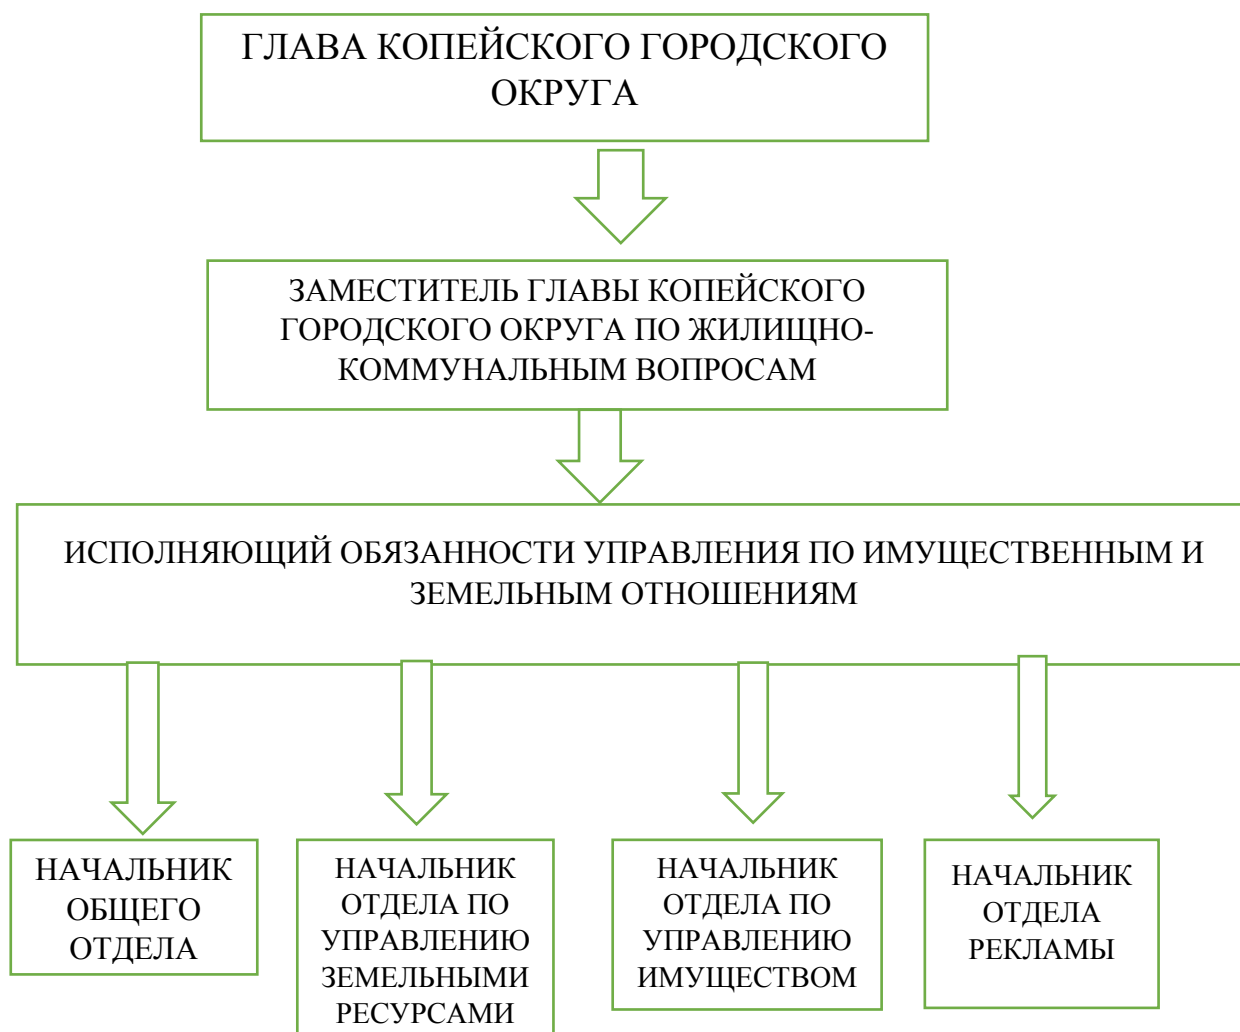 ГЛАВА КОПЕЙСКОГО ГОРОДСКОГО
ОКРУГА
ЗАМЕСТИТЕЛЬ ГЛАВЫ КОПЕЙСКОГО
ГОРОДСКОГО ОКРУГА ПО ЖИЛИЩНО-
КОММУНАЛЬНЫМ ВОПРОСАМ
ИСПОЛНЯЮЩИЙ ОБЯЗАННОСТИ УПРАВЛЕНИЯ ПО ИМУЩЕСТВЕННЫМ И
ЗЕМЕЛЬНЫМ ОТНОШЕНИЯМ
НАЧАЛЬНИК
ОБЩЕГО
ОТДЕЛА
НАЧАЛЬНИК
ОТДЕЛА ПО
УПРАВЛЕНИЮ
ЗЕМЕЛЬНЫМИ
РЕСУРСАМИ
НАЧАЛЬНИК
ОТДЕЛА ПО
УПРАВЛЕНИЮ
ИМУЩЕСТВОМ
НАЧАЛЬНИК
ОТДЕЛА
РЕКЛАМЫ